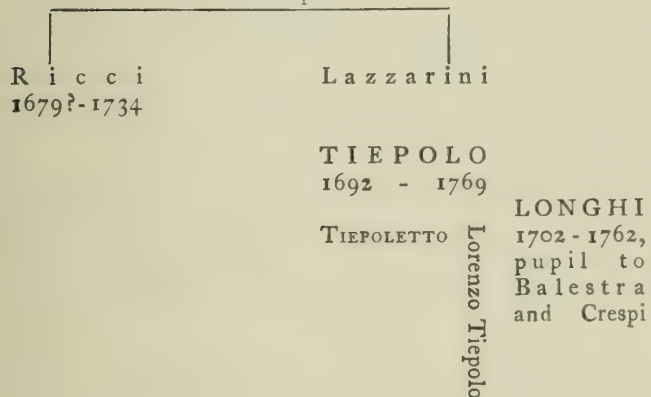 Ricci
1679?-1734
Lazzarini
TIEPOLO
1692 - 1769
TIEPOLETTO
Lorenzo Tiepolo
LONGHI
1702-1762,
pupil to
Balestra
and Crespi